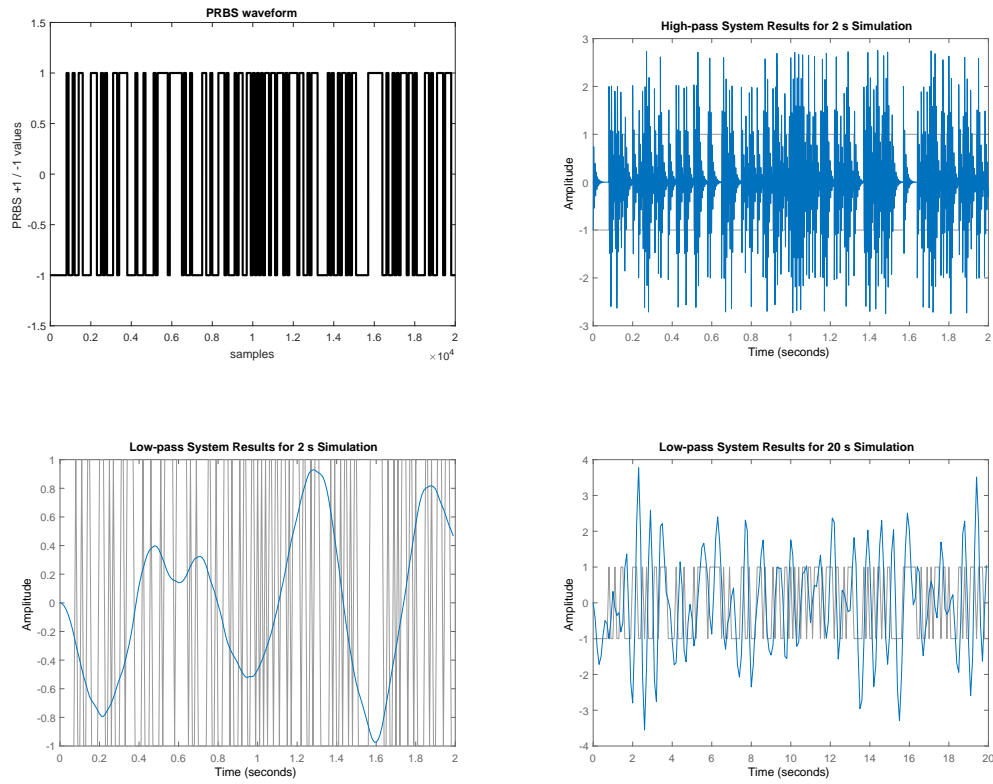 PRBS waveform
1.5
1
0.5
0
-0.5
-1
-1.5
PRBS +1 / -1 values
0 0.2 0.4 0.6 0.8 1 1.2 1.4 1.6 1.8 2
samples
×10^4
High-pass System Results for 2 s Simulation
3
2
1
0
-1
-2
-3
Amplitude
0 0.2 0.4 0.6 0.8 1 1.2 1.4 1.6 1.8 2
Time (seconds)
Low-pass System Results for 2 s Simulation
1
0.8
0.6
0.4
0.2
0
-0.2
-0.4
-0.6
-0.8
-1
Amplitude
0 0.2 0.4 0.6 0.8 1 1.2 1.4 1.6 1.8 2
Time (seconds)
Low-pass System Results for 20 s Simulation
4
3
2
1
0
-1
-2
-3
-4
Amplitude
0 2 4 6 8 10 12 14 16 18 20
Time (seconds)